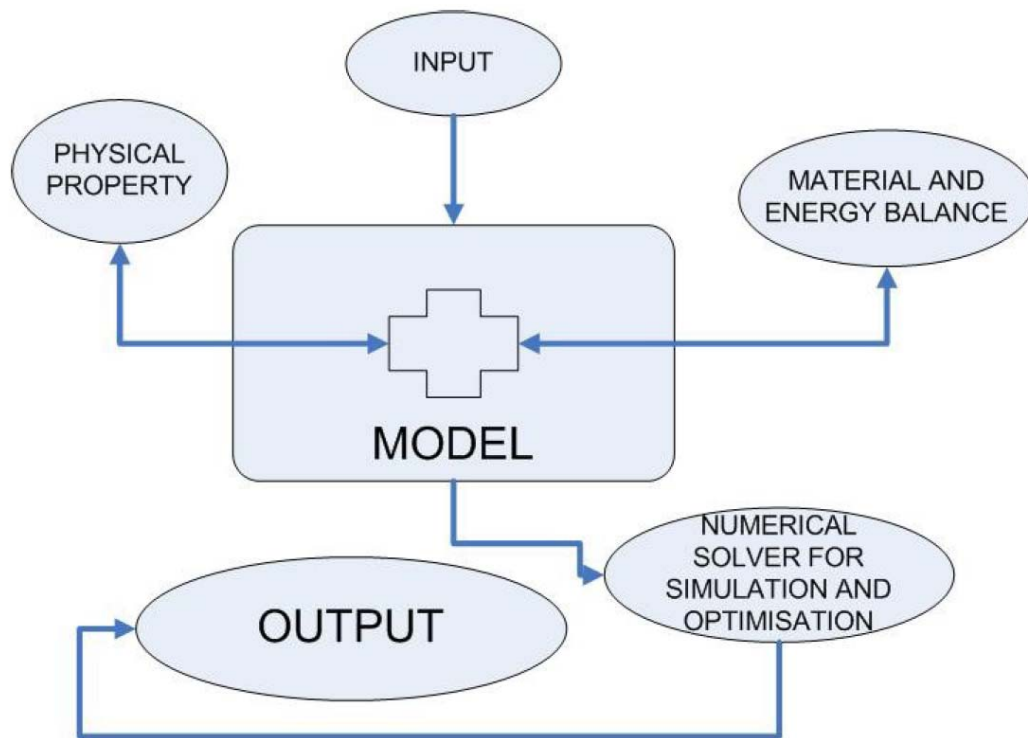 INPUT
PHYSICAL
PROPERTY
MATERIAL AND
ENERGY BALANCE
MODEL
NUMERICAL
SOLVER FOR
SIMULATION AND
OPTIMISATION
OUTPUT